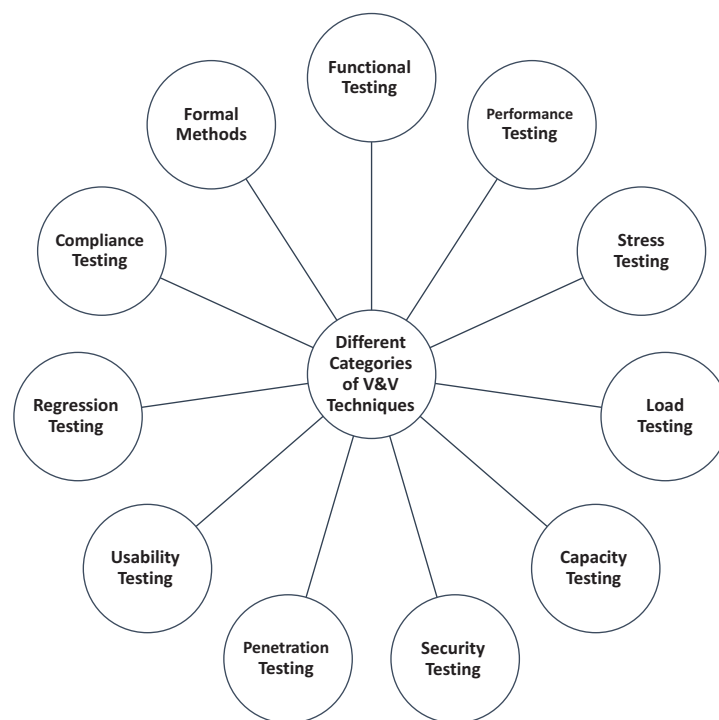 Functional
Testing
Performance
Testing
Stress
Testing
Load
Testing
Capacity
Testing
Security
Testing
Penetration
Testing
Usability
Testing
Regression
Testing
Compliance
Testing
Formal
Methods
Different
Categories
of V&V
Techniques